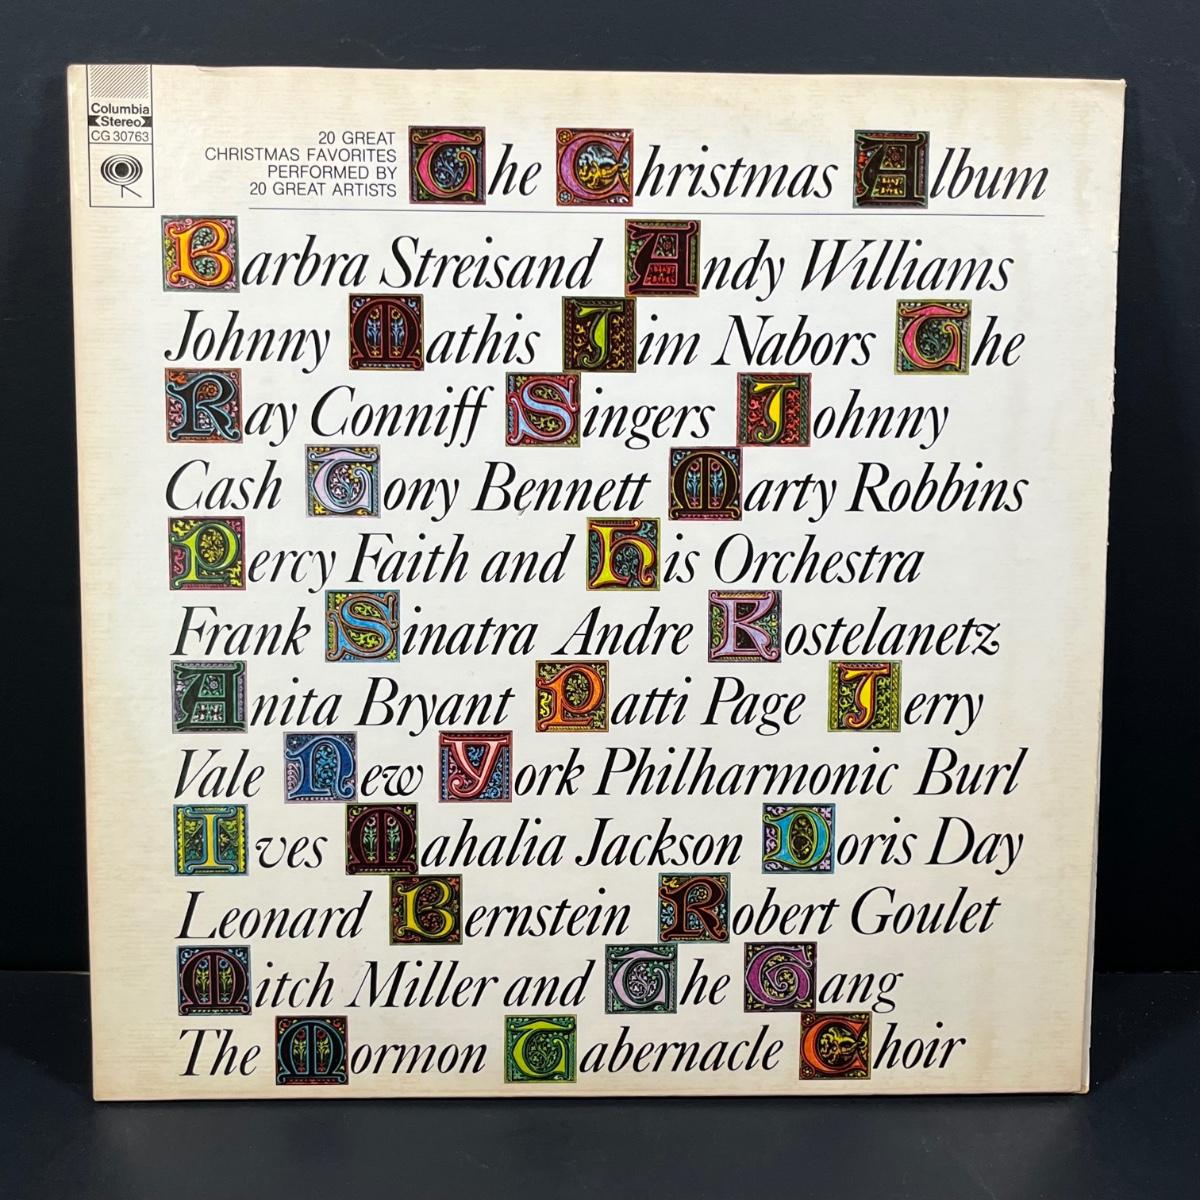 Columbia
Stereo
CG 30763
20 GREAT
CHRISTMAS FAVORITES
PERFORMED BY
20 GREAT ARTISTS
The Christmas Album
Barbra Streisand Andy Williams
Johnny Mathis Jim Nabors The
Ray Conniff Singers Johnny
Cash Tony Bennett Marty Robbins
Percy Faith and His Orchestra
Frank Sinatra Andre Kostelanetz
Anita Bryant Patti Page Jerry
Vale New York Philharmonic Burl
Ives Mahalia Jackson Doris Day
Leonard Bernstein Robert Goulet
Mitch Miller and The Gang
The Mormon Tabernacle Choir